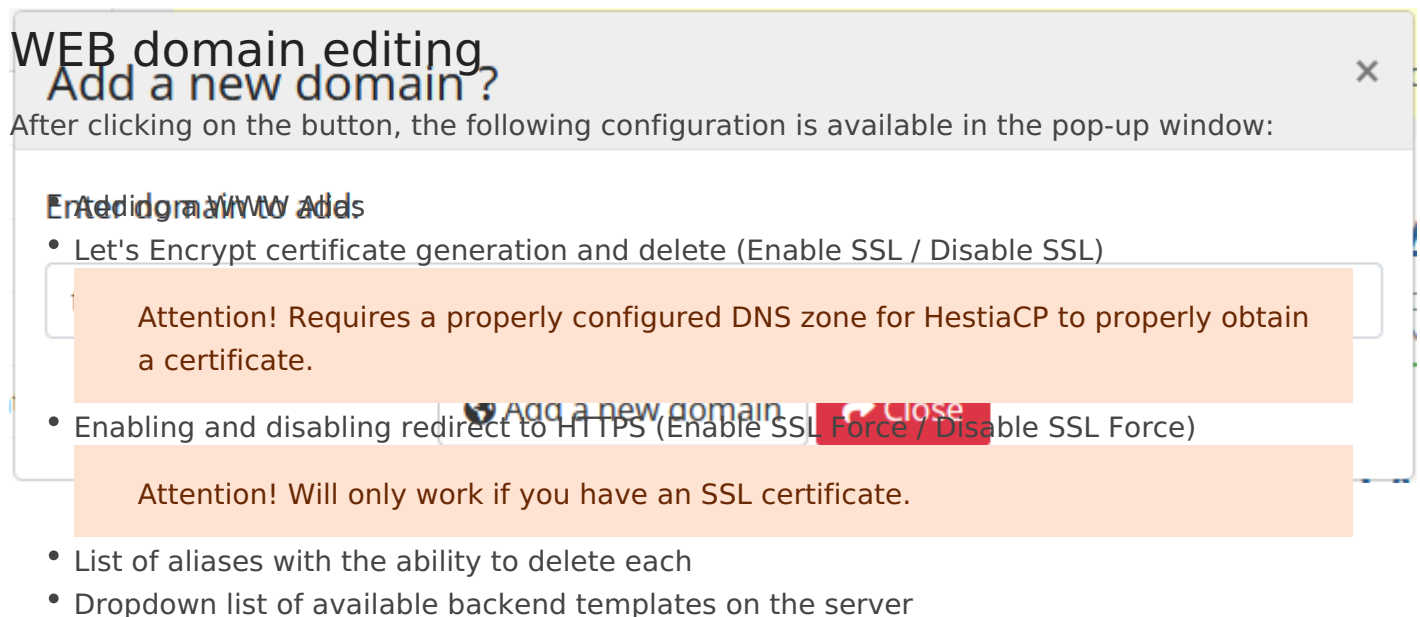 WEB domain editing
Add a new domain ?
×
After clicking on the button, the following configuration is available in the pop-up window:
Enter domain to add:
• Adding a WWW Alias
• Let's Encrypt certificate generation and delete (Enable SSL / Disable SSL)
Attention! Requires a properly configured DNS zone for HestiaCP to properly obtain
a certificate.
Add a new domain
Close
• Enabling and disabling redirect to HTTPS (Enable SSL Force / Disable SSL Force)
Attention! Will only work if you have an SSL certificate.
• List of aliases with the ability to delete each
• Dropdown list of available backend templates on the server